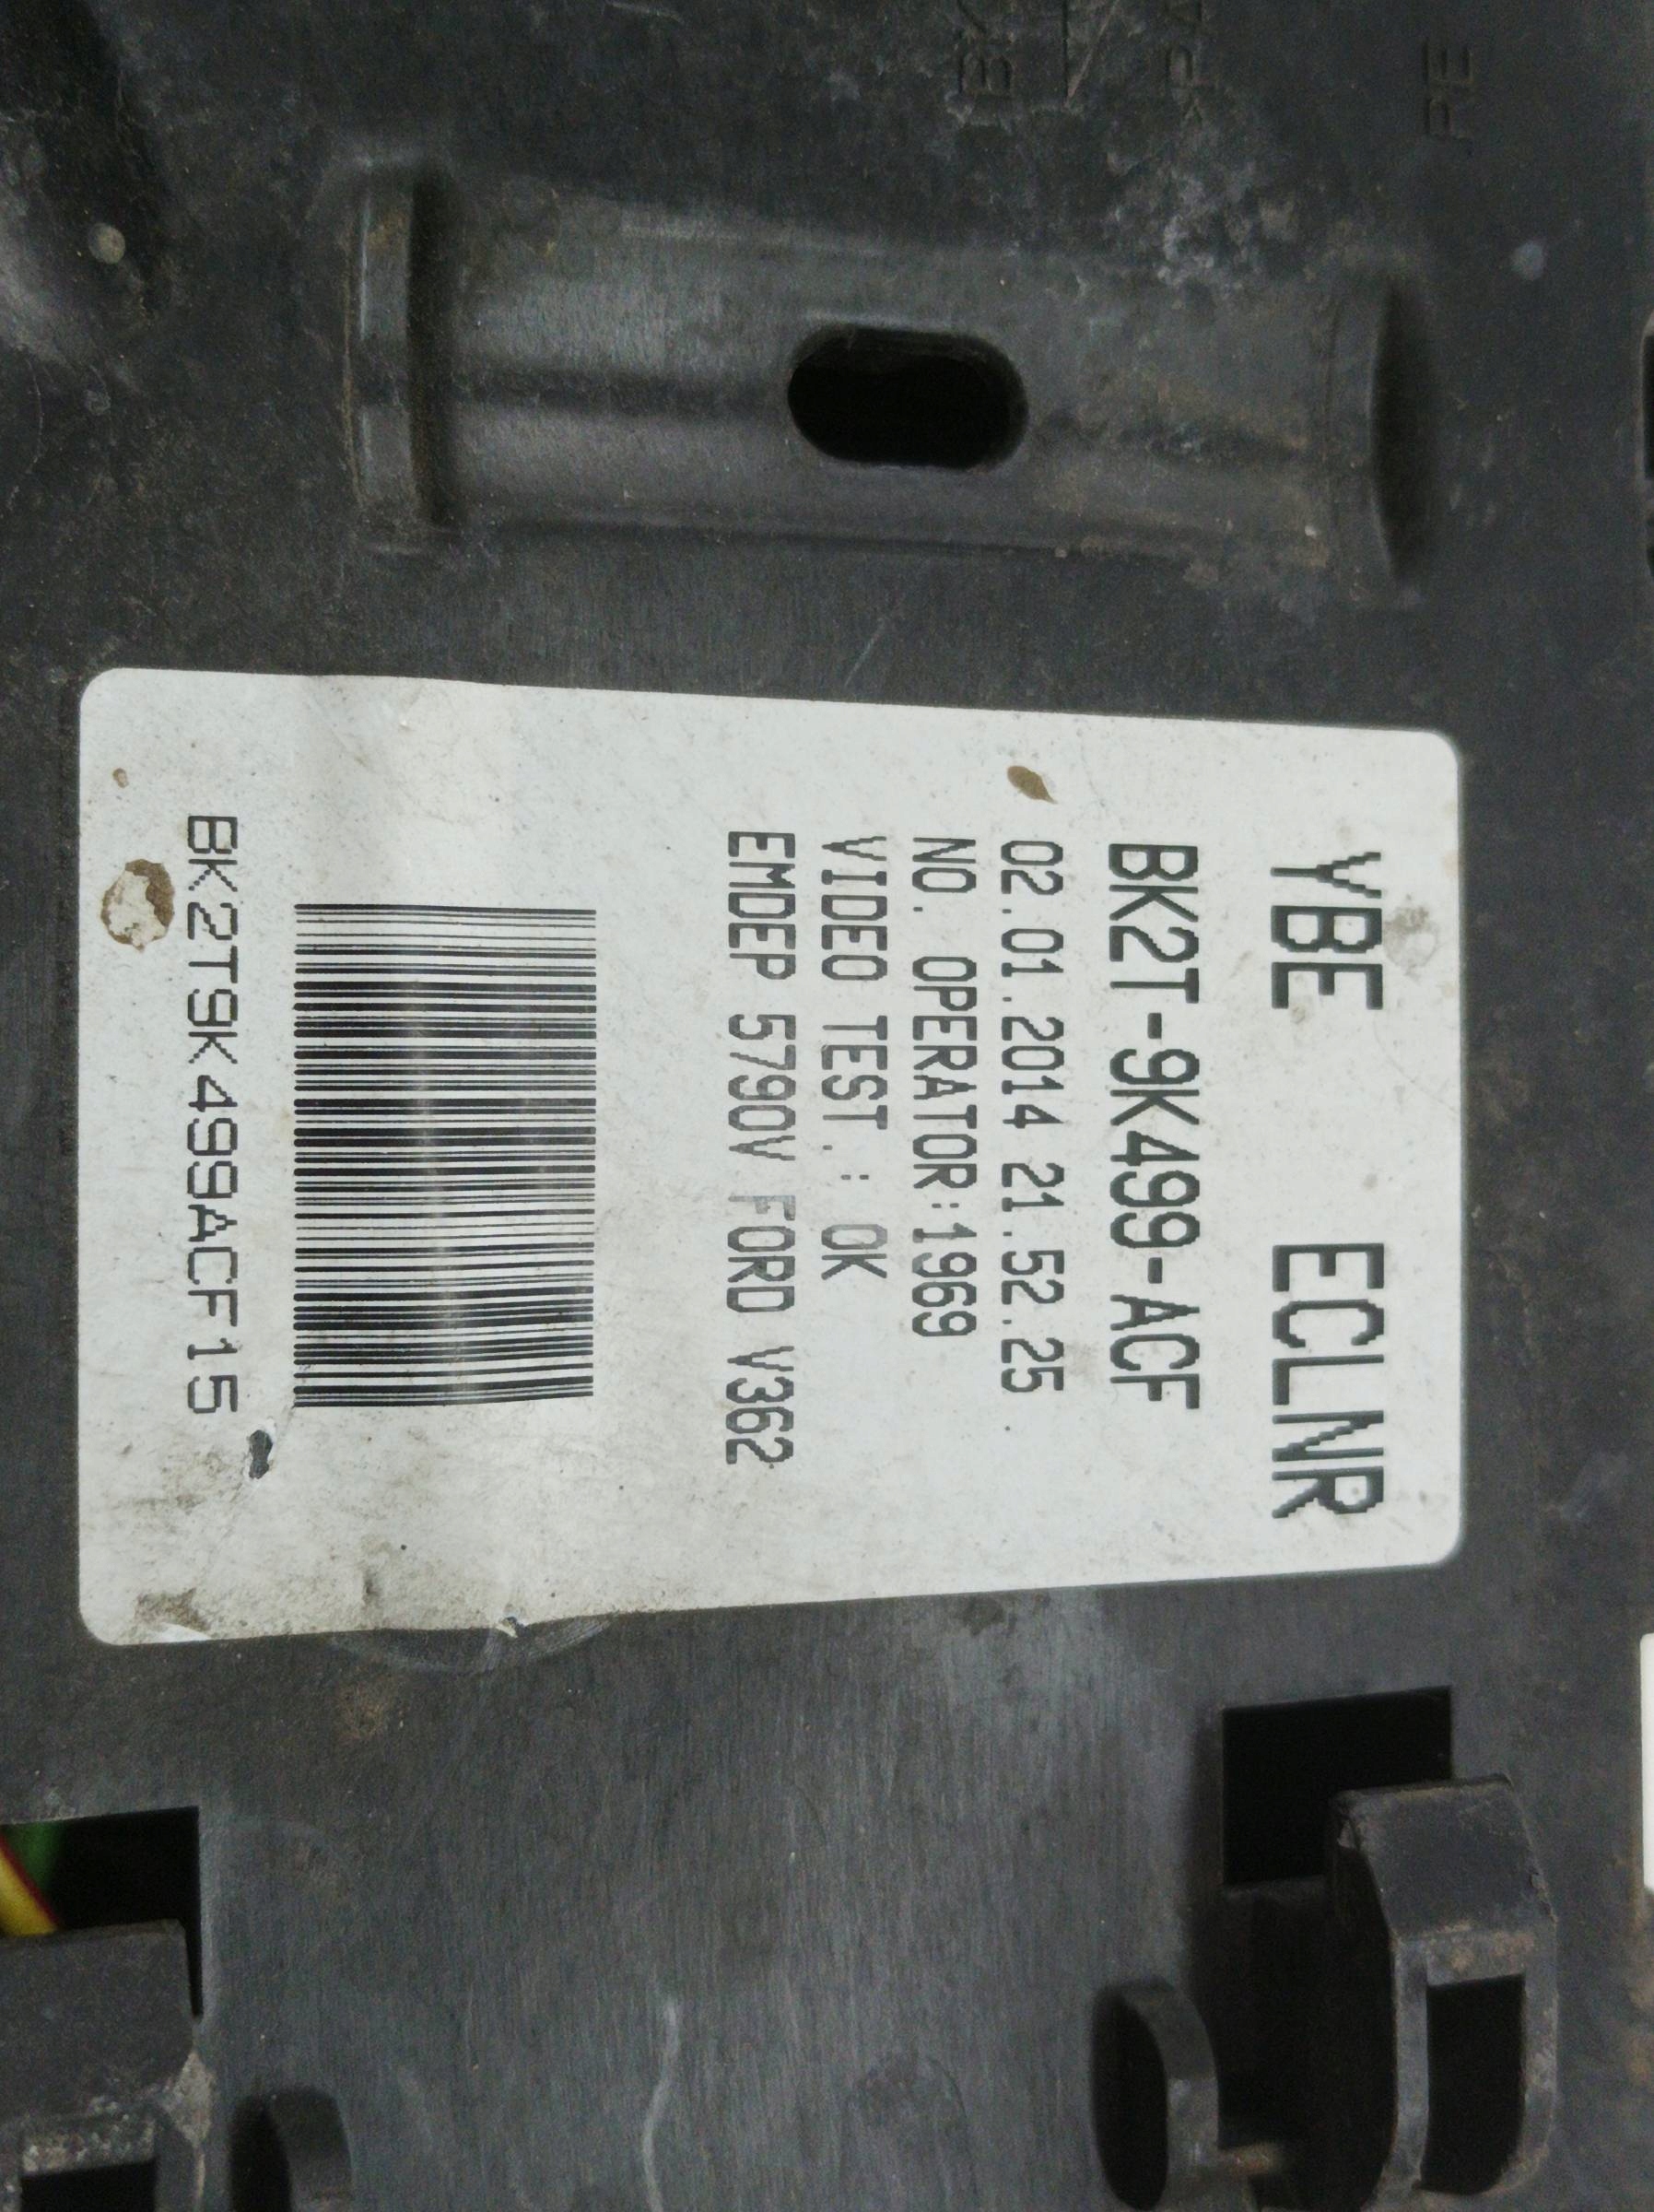 YBE ECLNR
BK2T-9K499-ACF
02.01.2014 21.52.25
NO. OPERATOR:1969
VIDEO TEST.: OK
EMDEP 5790V FORD V362
BK2T9K499ACF15